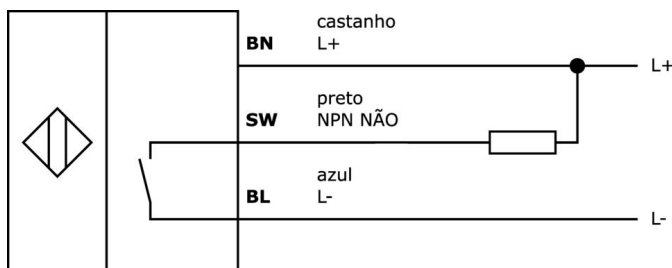 castanho
BN L+
L+
preto
SW NPN NÃO
azul
BL L-
L-